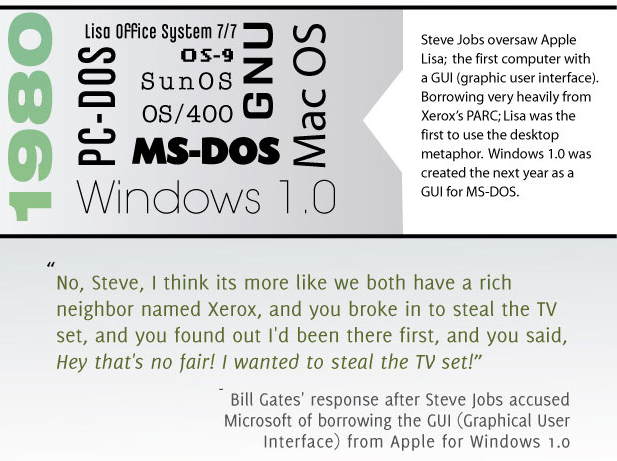 1980
Lisa Office System 7/7
OS-9
SunOS
OS/400
PC-DOS
GNU
Mac OS
MS-DOS
Windows 1.0
Steve Jobs oversaw Apple
Lisa; the first computer with
a GUI (graphic user interface).
Borrowing very heavily from
Xerox's PARC; Lisa was the
first to use the desktop
metaphor. Windows 1.0 was
created the next year as a
GUI for MS-DOS.
“
No, Steve, I think its more like we both have a rich
neighbor named Xerox, and you broke in to steal the TV
set, and you found out I'd been there first, and you said,
Hey that's no fair! I wanted to steal the TV set!”
- Bill Gates' response after Steve Jobs accused
Microsoft of borrowing the GUI (Graphical User
Interface) from Apple for Windows 1.0